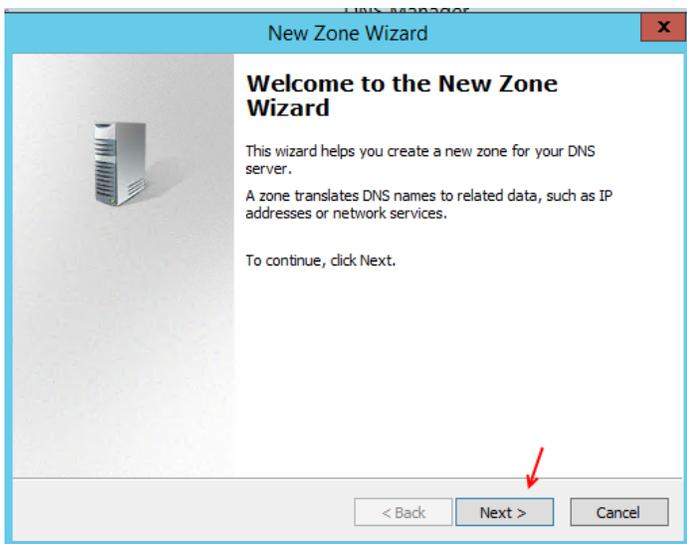 DNS Manager
New Zone Wizard
x
Welcome to the New Zone
Wizard
This wizard helps you create a new zone for your DNS
server.
A zone translates DNS names to related data, such as IP
addresses or network services.
To continue, click Next.
< Back
Next >
Cancel